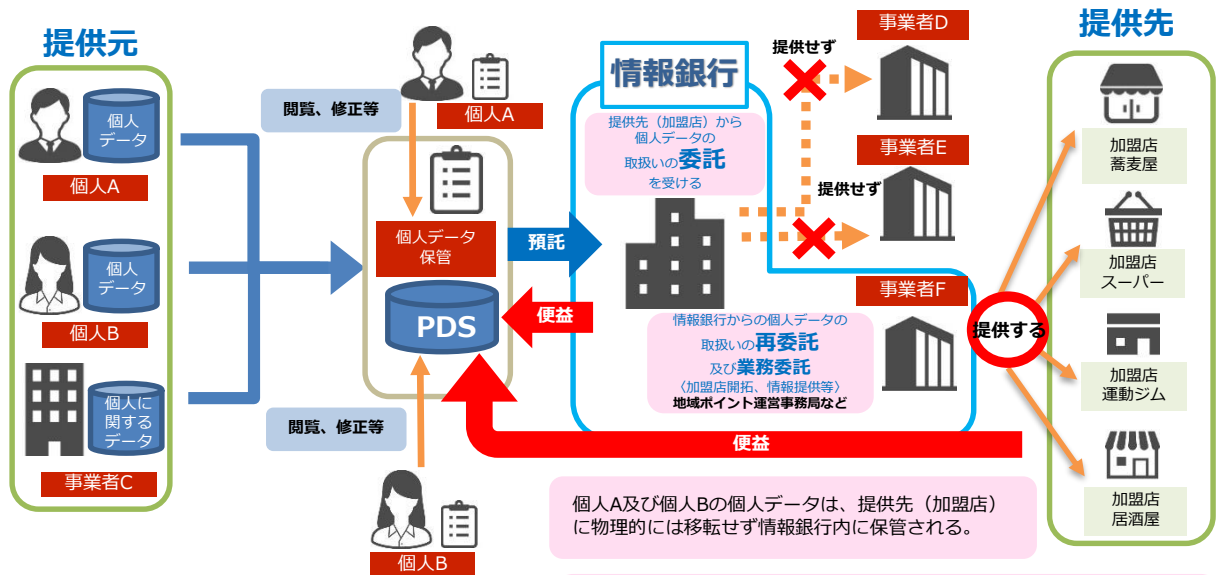 提供元
個人
データ
個人A
個人
データ
個人B
個人に
関する
データ
事業者C
閲覧、修正等
個人A
個人データ
保管
PDS
閲覧、修正等
個人B
預託
便益
情報銀行
提供先（加盟店）から
個人データの
取扱いの委託
を受ける
提供せず
事業者D
提供せず
事業者E
事業者F
情報銀行からの個人データの
取扱いの再委託
及び業務委託
〈加盟店開拓、情報提供等〉
地域ポイント運営事務局など
便益
提供する
提供先
加盟店
蕎麦屋
加盟店
スーパー
加盟店
運動ジム
加盟店
居酒屋
個人A及び個人Bの個人データは、提供先（加盟店）
に物理的には移転せず情報銀行内に保管される。